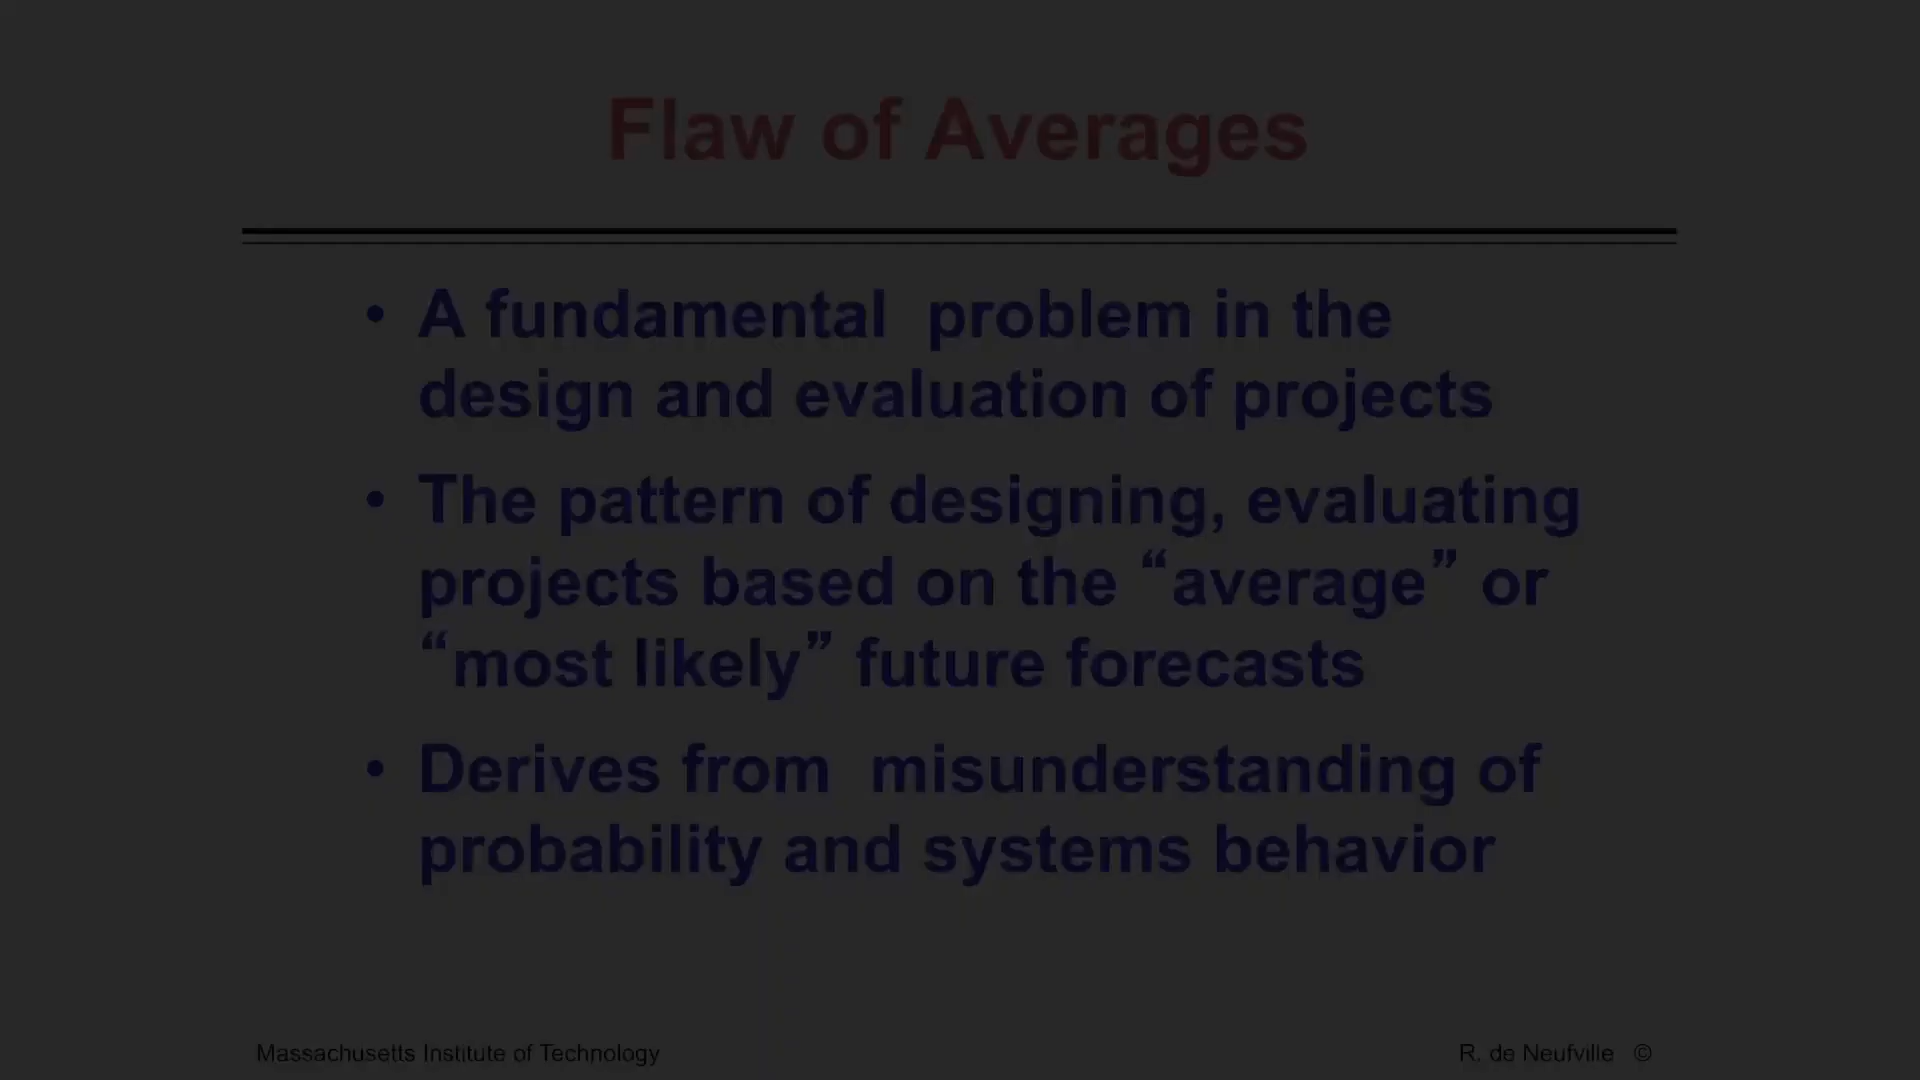 Flaw of Averages
• A fundamental problem in the
design and evaluation of projects
• The pattern of designing, evaluating
projects based on the “average” or
“most likely” future forecasts
• Derives from misunderstanding of
probability and systems behavior
Massachusetts Institute of Technology
R. de Neufville ©